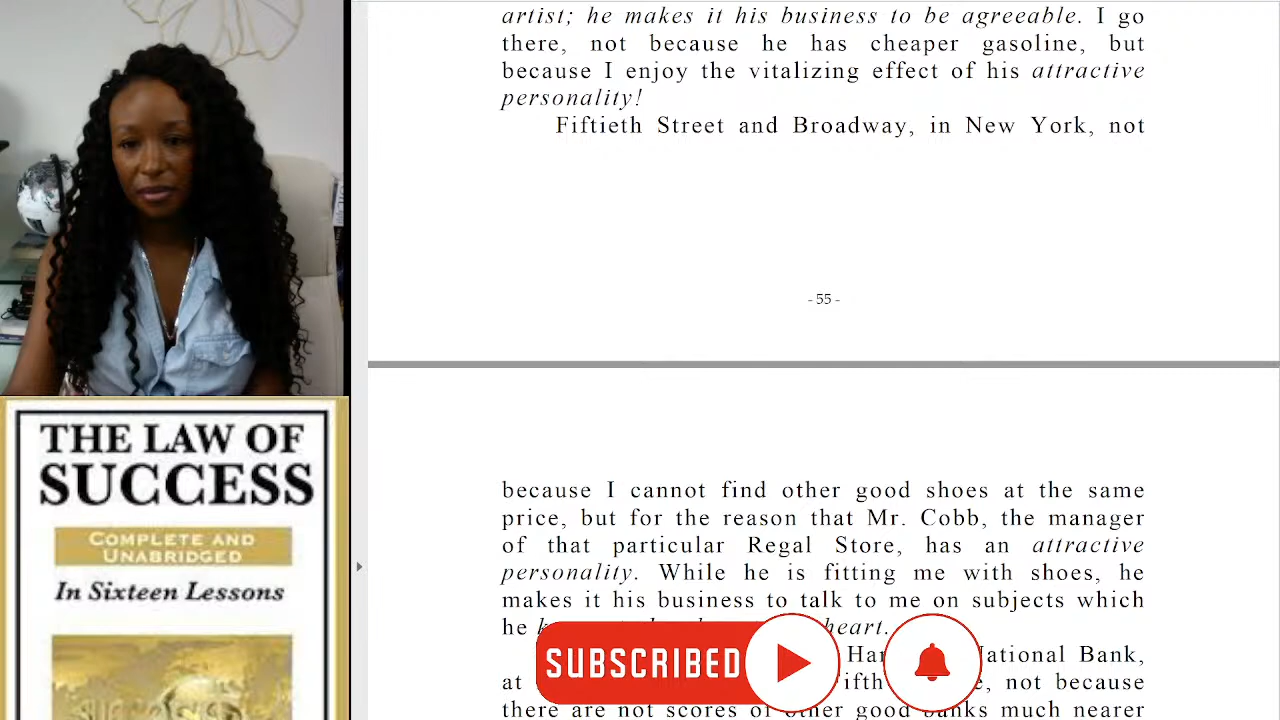 artist; he makes it his business to be agreeable. I go
there, not because he has cheaper gasoline, but
because I enjoy the vitalizing effect of his attractive
personality!
Fiftieth Street and Broadway, in New York, not
- 55 -
because I cannot find other good shoes at the same
price, but for the reason that Mr. Cobb, the manager
of that particular Regal Store, has an attractive
personality. While he is fitting me with shoes, he
makes it his business to talk to me on subjects which
he heart.
National Bank,
at not because
there are not scores of other good banks much nearer
SUBSCRIBED
THE LAW OF
SUCCESS
COMPLETE AND
UNABRIDGED
In Sixteen Lessons